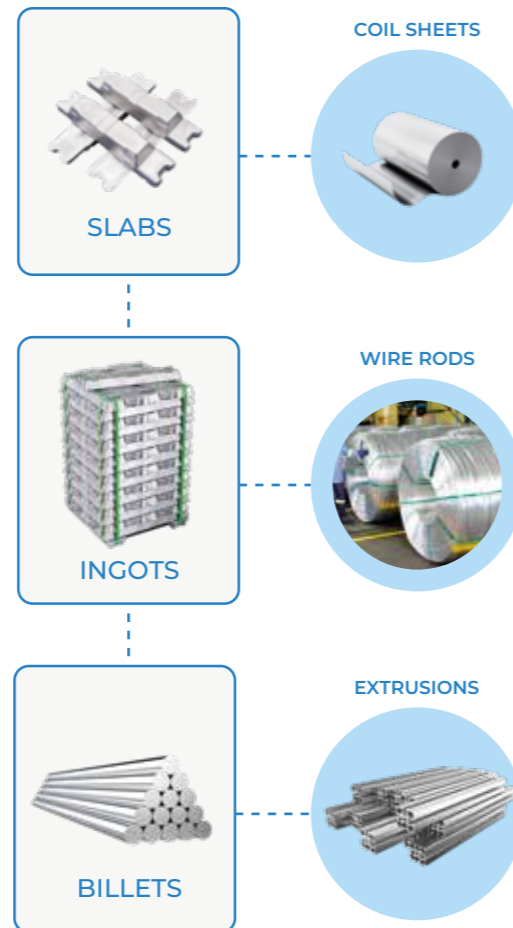 COIL SHEETS
SLABS
WIRE RODS
INGOTS
EXTRUSIONS
BILLETS